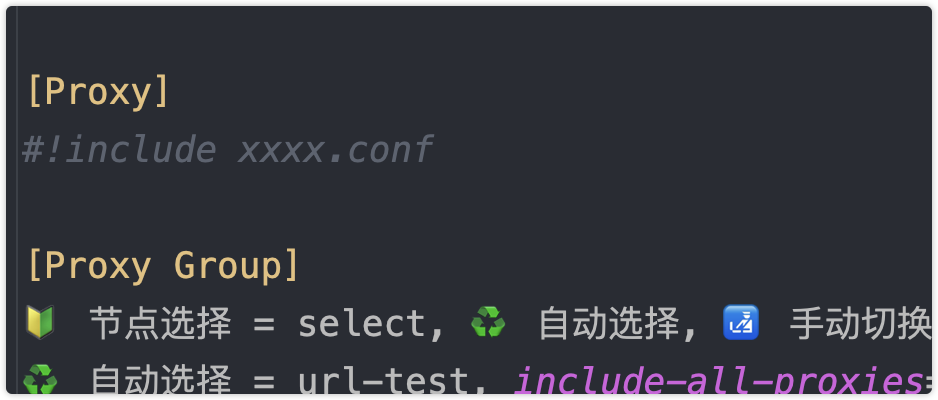 [Proxy]
#!include xxxx.conf
[Proxy Group]
🔰 节点选择 = select, ♻️ 自动选择, 🛃 手动切换
♻️ 自动选择 = url-test, include-all-proxies=